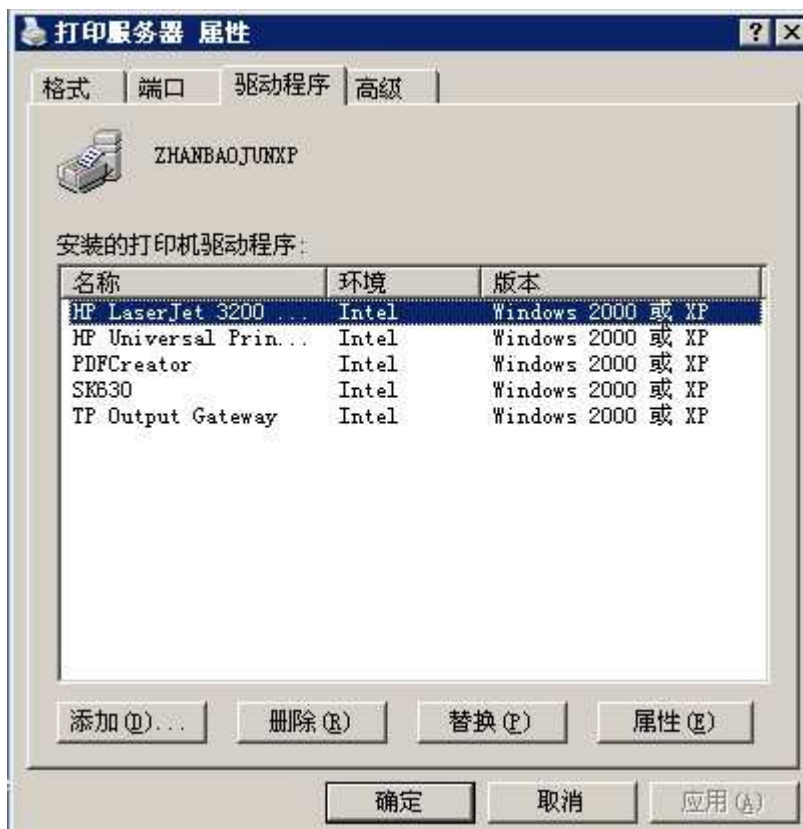 打印服务器 属性
格式 端口 驱动程序 高级
ZHANBAOJUNXP
安装的打印机驱动程序:
名称 环境 版本
HP LaserJet 3200 ... Intel Windows 2000 或 XP
HP Universal Prin... Intel Windows 2000 或 XP
PDFCreator Intel Windows 2000 或 XP
SK630 Intel Windows 2000 或 XP
TP Output Gateway Intel Windows 2000 或 XP
添加(D)... 删除(R) 替换(P) 属性(E)
确定 取消 应用(A)